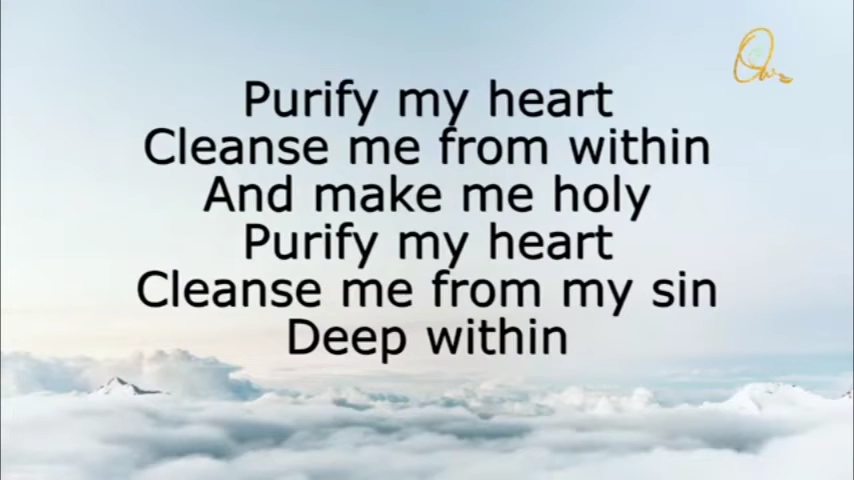 Purify my heart
Cleanse me from within
And make me holy
Purify my heart
Cleanse me from my sin
Deep within